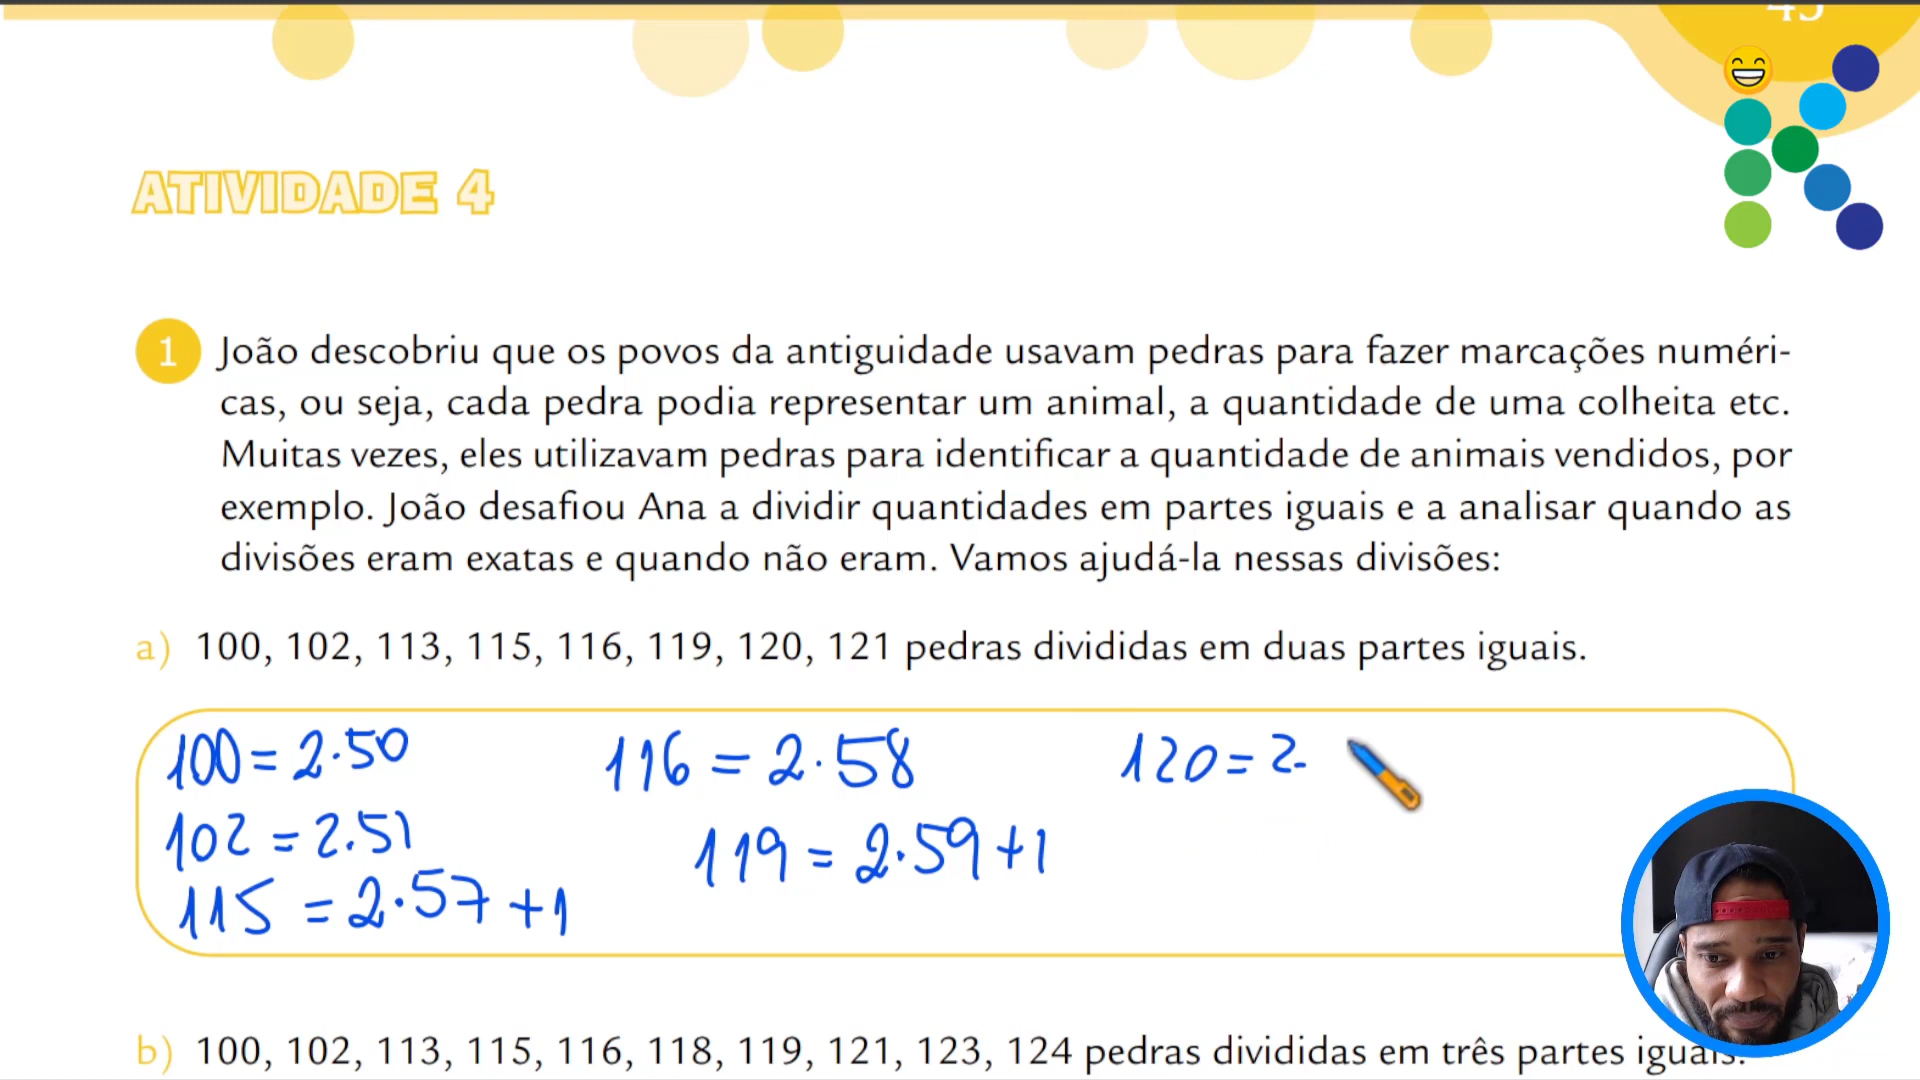 ATIVIDADE 4
1 João descobriu que os povos da antiguidade usavam pedras para fazer marcações numéri-
cas, ou seja, cada pedra podia representar um animal, a quantidade de uma colheita etc.
Muitas vezes, eles utilizavam pedras para identificar a quantidade de animais vendidos, por
exemplo. João desafiou Ana a dividir quantidades em partes iguais e a analisar quando as
divisões eram exatas e quando não eram. Vamos ajudá-la nessas divisões:
a) 100, 102, 113, 115, 116, 119, 120, 121 pedras divididas em duas partes iguais.
100 = 2.50
102 = 2.51
115 = 2.57 +1
116 = 2.58
119 = 2.59 +1
120 = 2.
b) 100, 102, 113, 115, 116, 118, 119, 121, 123, 124 pedras divididas em três partes iguais.